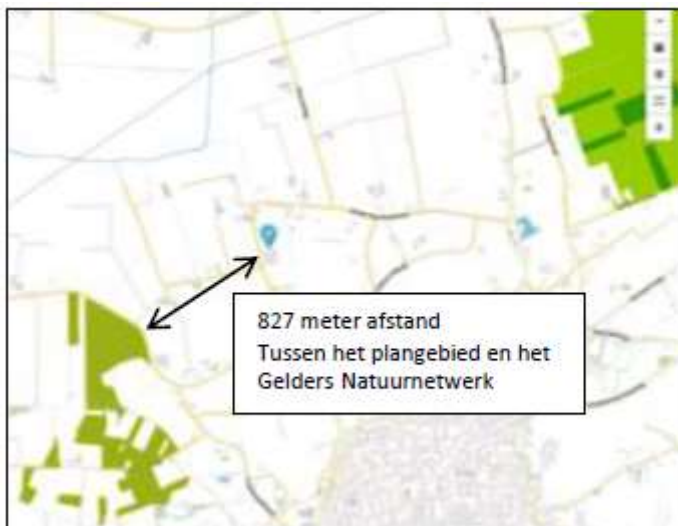 827 meter afstand
Tussen het plangebied en het
Gelders Natuurnetwerk